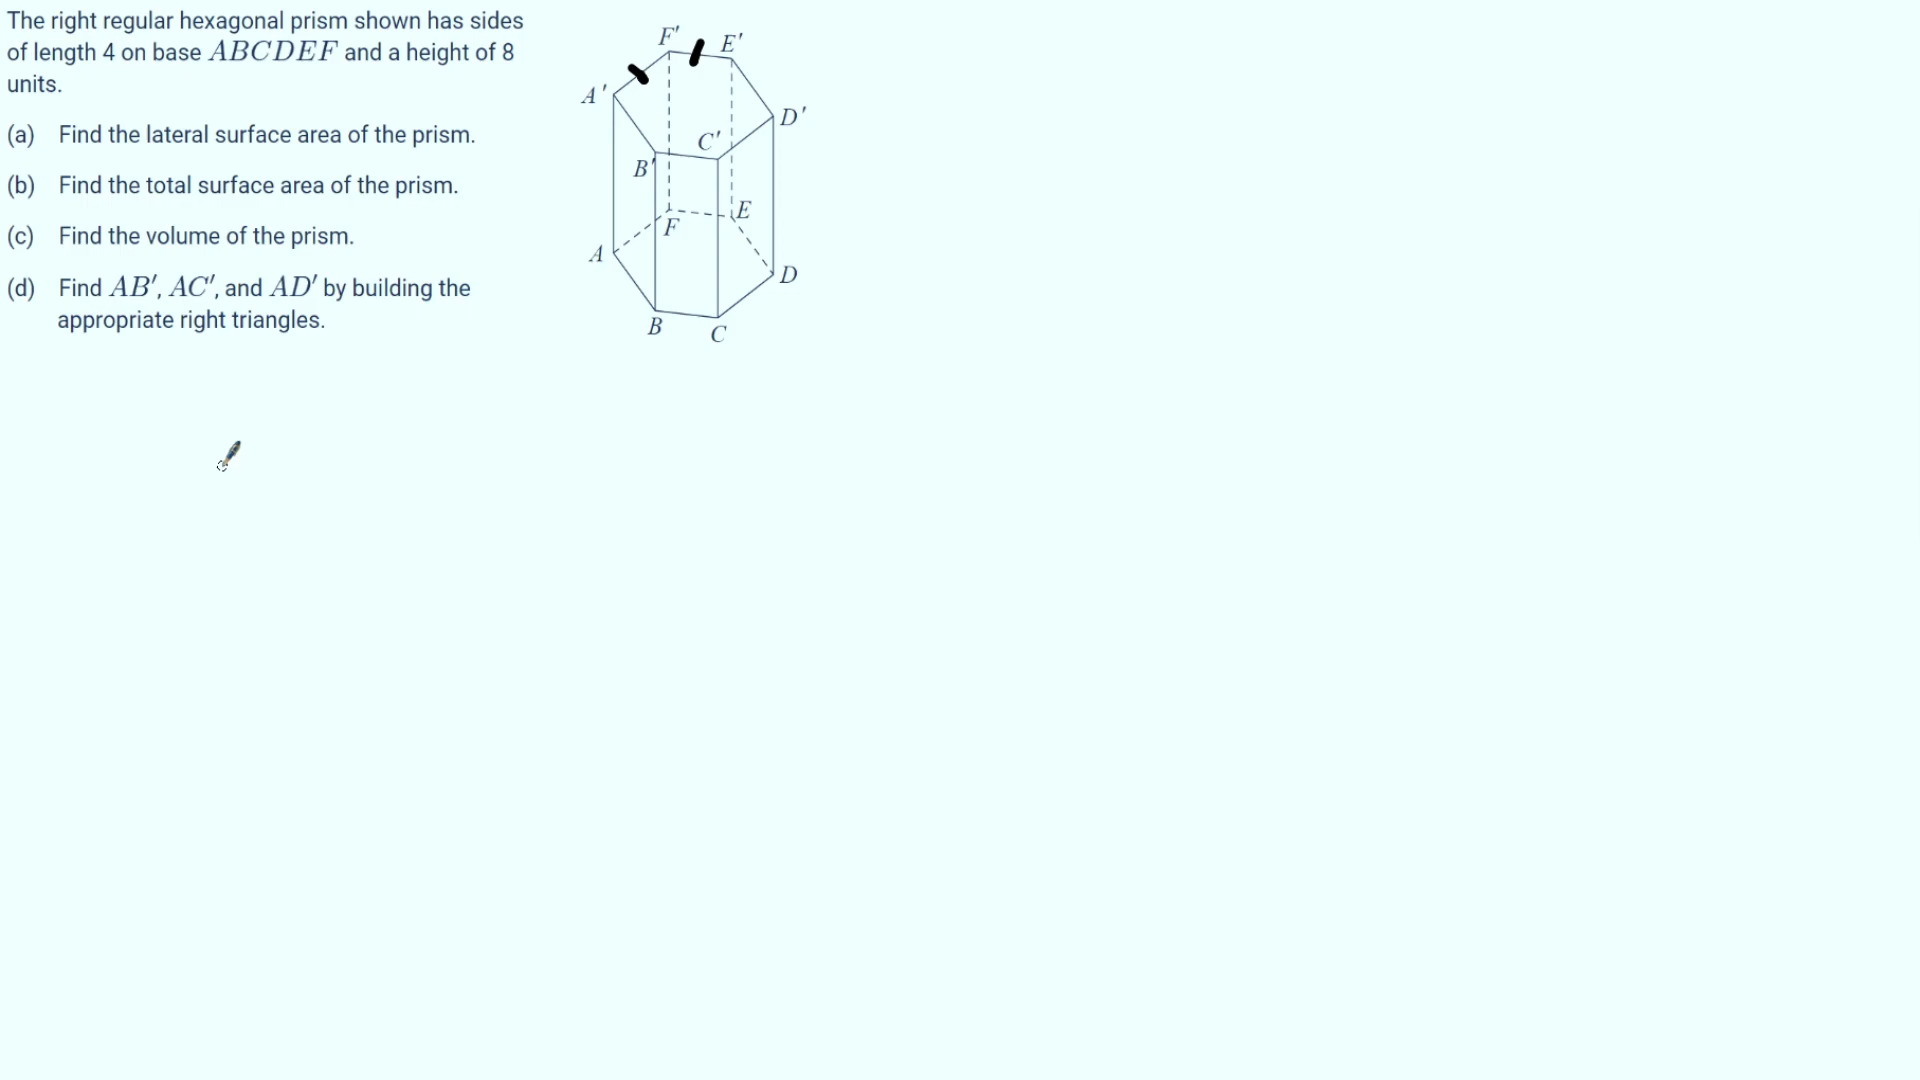 The right regular hexagonal prism shown has sides
of length 4 on base ABCDEF and a height of 8
units.
(a) Find the lateral surface area of the prism.
(b) Find the total surface area of the prism.
(c) Find the volume of the prism.
(d) Find AB′, AC′, and AD′ by building the
appropriate right triangles.
F′
E′
A′
D′
C′
B′
E
F
A
D
B
C